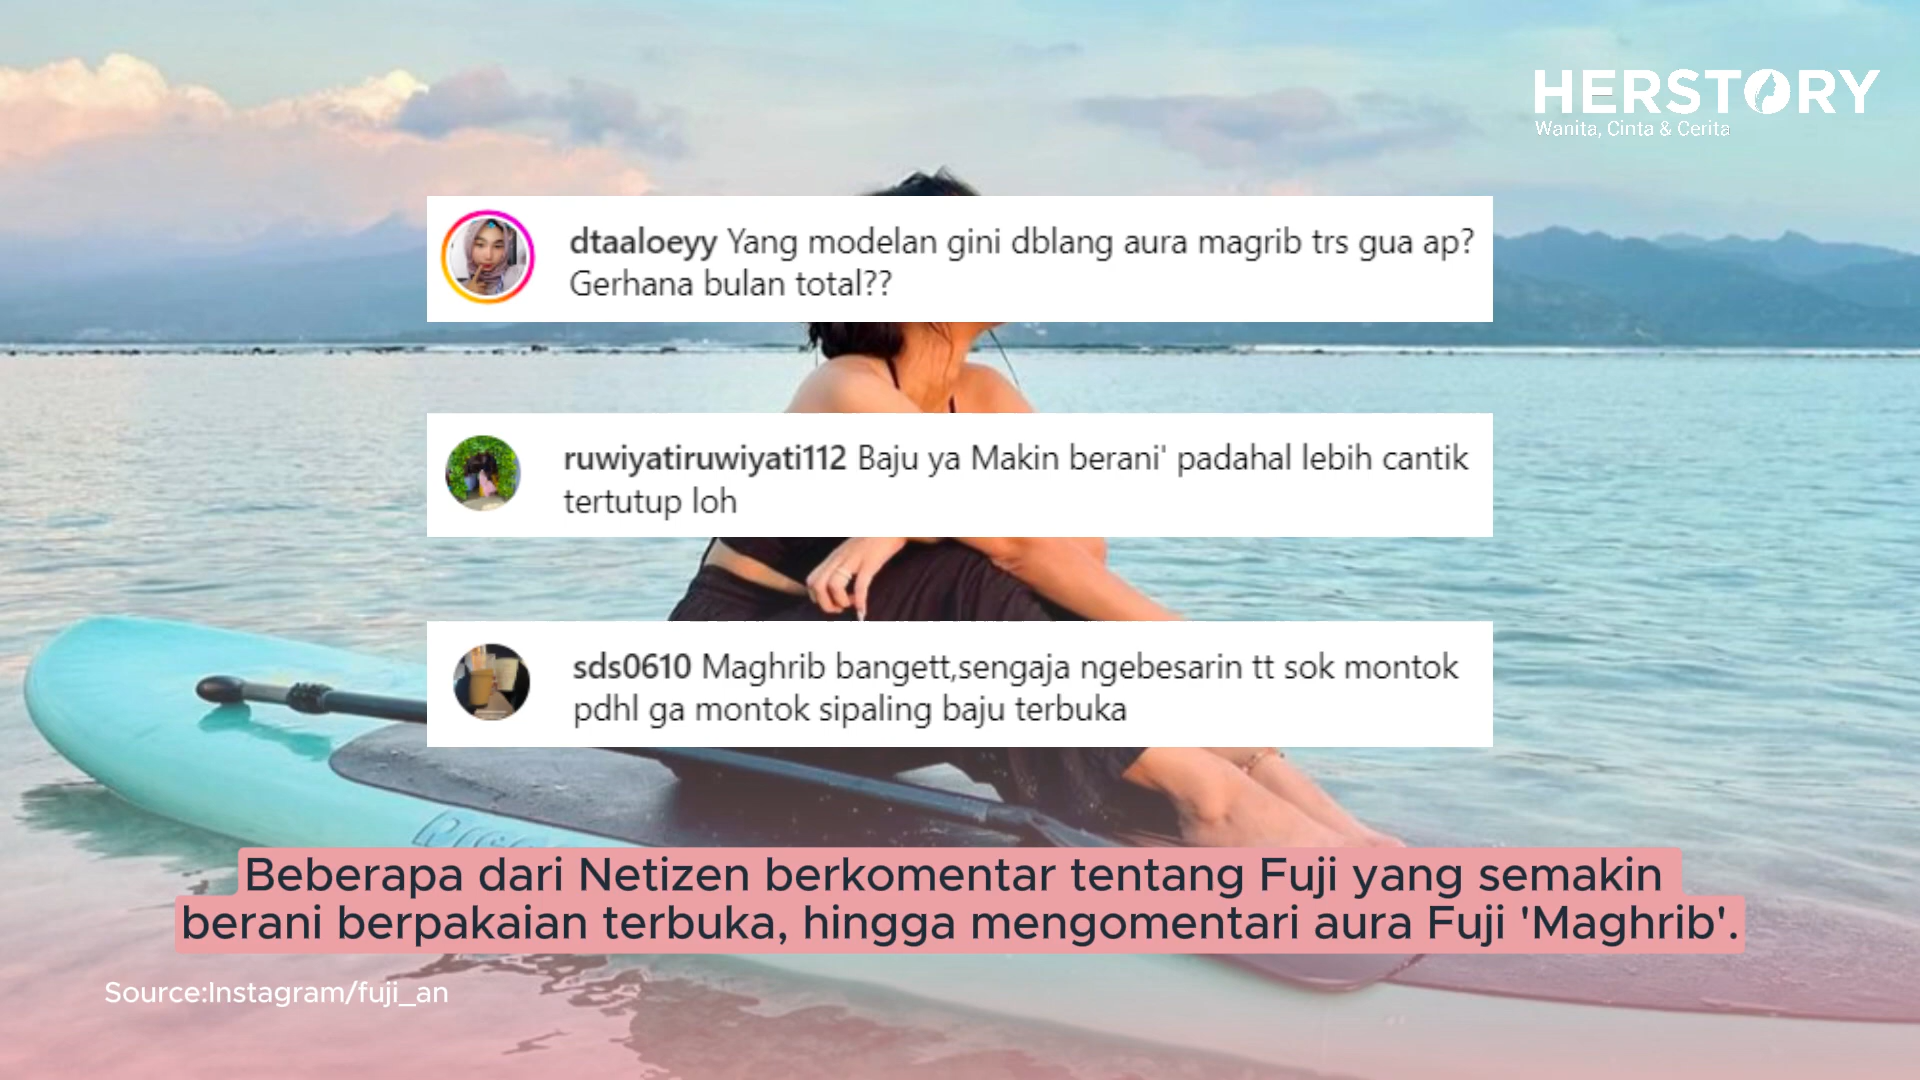 HERSTORY
Wanita, Cinta & Cerita
dtaaloeyy Yang modelan gini dblang aura magrib trs gua ap?
Gerhana bulan total??
ruwiyatiruwiyati112 Baju ya Makin berani' padahal lebih cantik
tertutup loh
sds0610 Maghrib bangett,sengaja ngebesarin tt sok montok
pdhl ga montok sipaling baju terbuka
Beberapa dari Netizen berkomentar tentang Fuji yang semakin
berani berpakaian terbuka, hingga mengomentari aura Fuji 'Maghrib'.
Source:Instagram/fuji_an